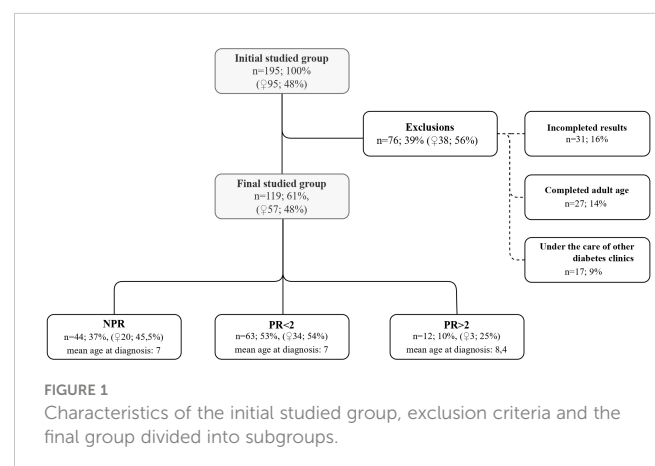 Initial studied group
n=195; 100%
(♀95; 48%)
Exclusions
n=76; 39% (♀38; 56%)
Incompleted results
n=31; 16%
Completed adult age
n=27; 14%
Under the care of other
diabetes clinics
n=17; 9%
Final studied group
n=119; 61%,
(♀57; 48%)
NPR
n=44; 37%, (♀20; 45,5%)
mean age at diagnosis: 7
PR<2
n=63; 53%, (♀34; 54%)
mean age at diagnosis: 7
PR>2
n=12; 10%, (♀3; 25%)
mean age at diagnosis: 8,4
FIGURE 1
Characteristics of the initial studied group, exclusion criteria and the
final group divided into subgroups.